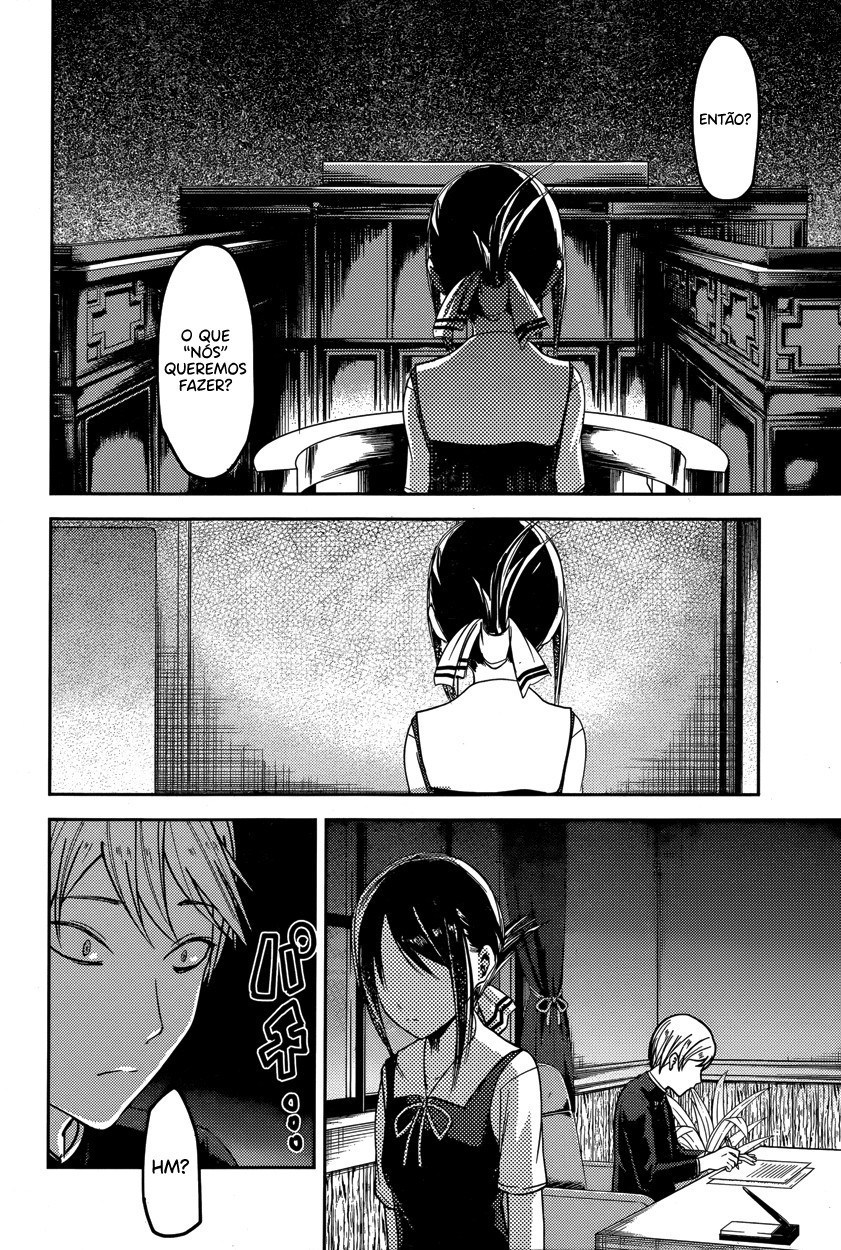 ENTÃO?
O QUE
“NÓS”
QUEREMOS
FAZER?
パチ...
HM?